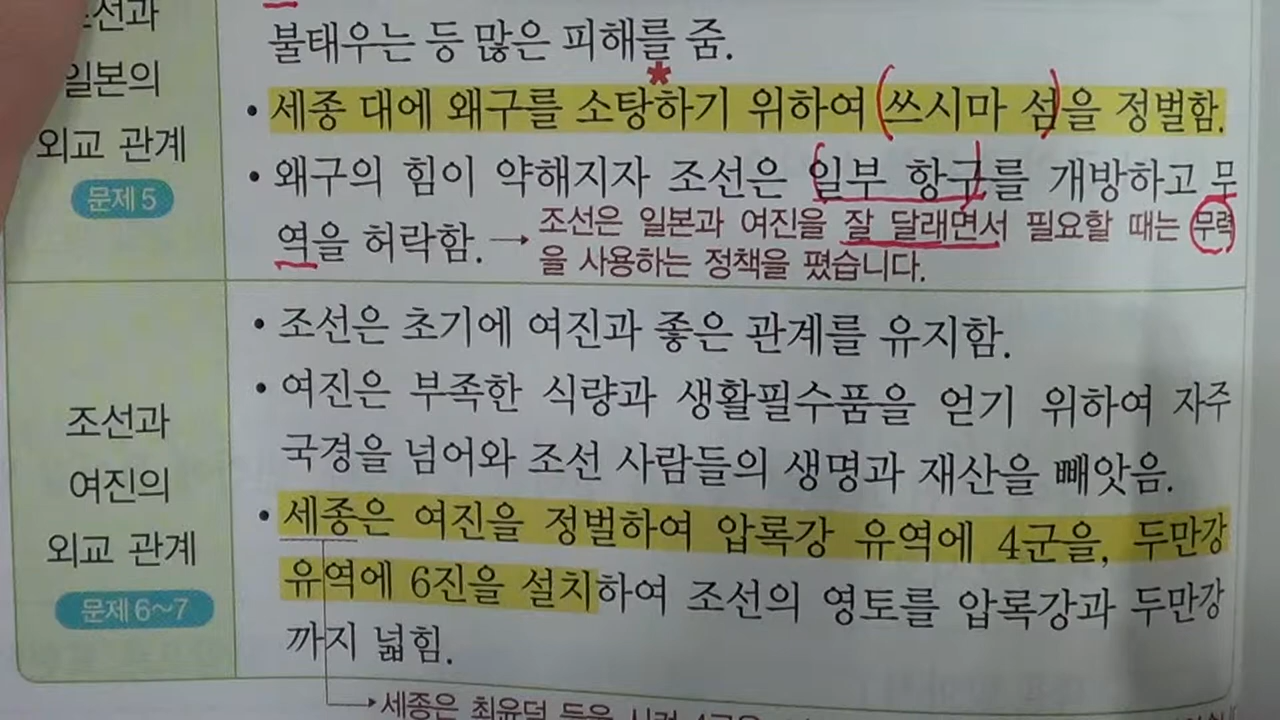 조선과
일본의
외교 관계
문제 5
불태우는 등 많은 피해를 줌.
• 세종 대에 왜구를 소탕하기 위하여 (쓰시마 섬)을 정벌함.
• 왜구의 힘이 약해지자 조선은 (일부 항구)를 개방하고 무
역을 허락함. → 조선은 일본과 여진을 잘 달래면서 필요할 때는 무력
을 사용하는 정책을 폈습니다.
조선과
여진의
외교 관계
문제 6~7
• 조선은 초기에 여진과 좋은 관계를 유지함.
• 여진은 부족한 식량과 생활필수품을 얻기 위하여 자주
국경을 넘어와 조선 사람들의 생명과 재산을 빼앗음.
• 세종은 여진을 정벌하여 압록강 유역에 4군을, 두만강
유역에 6진을 설치하여 조선의 영토를 압록강과 두만강
까지 넓힘.
세종은 최윤덕 등을 시켜 4군을